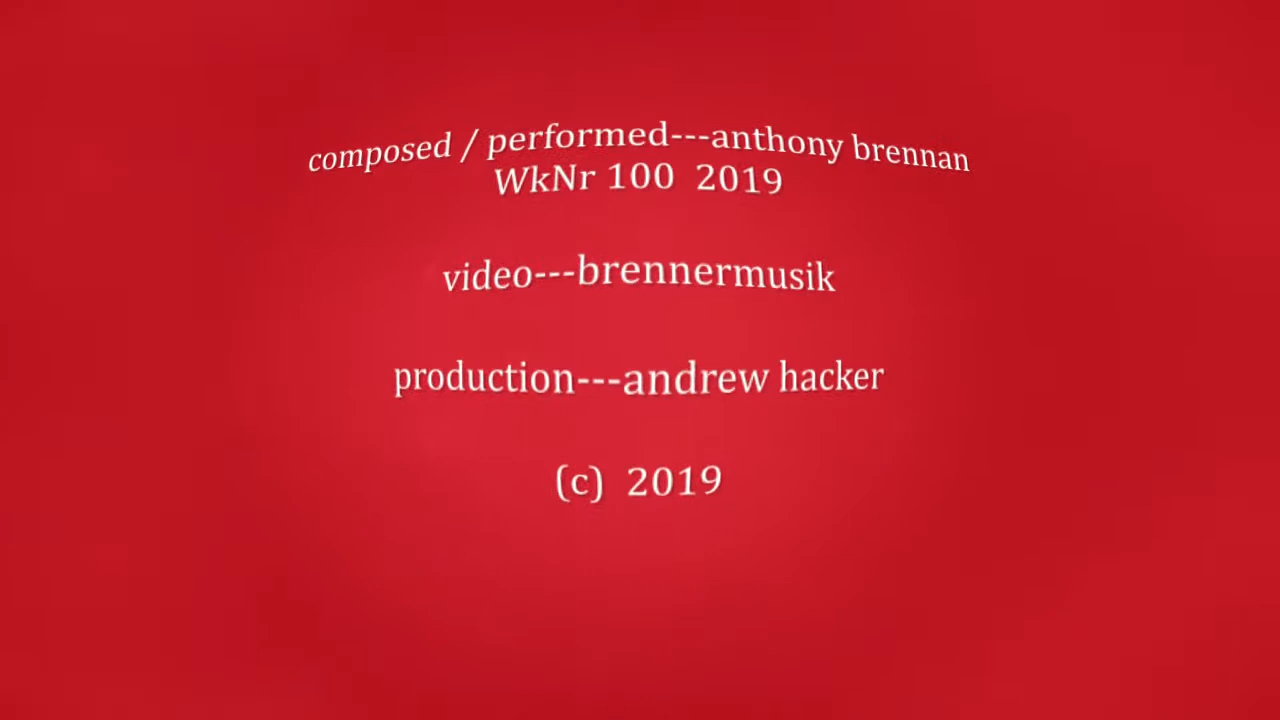 composed / performed---anthony brennan
WkNr 100  2019
video---brennermusik
production---andrew hacker
(c)  2019